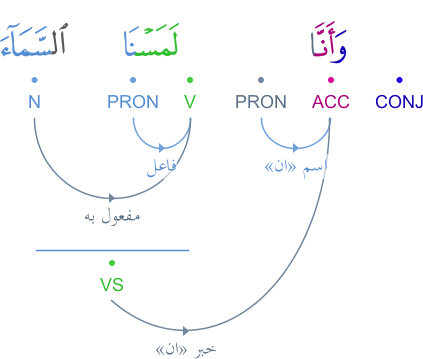 وَأَنَّا لَمَسْنَا ٱلسَّمَآءَ
CONJ ACC PRON V PRON N
اسم «ان» فاعل
مفعول به
VS
خبر «ان»